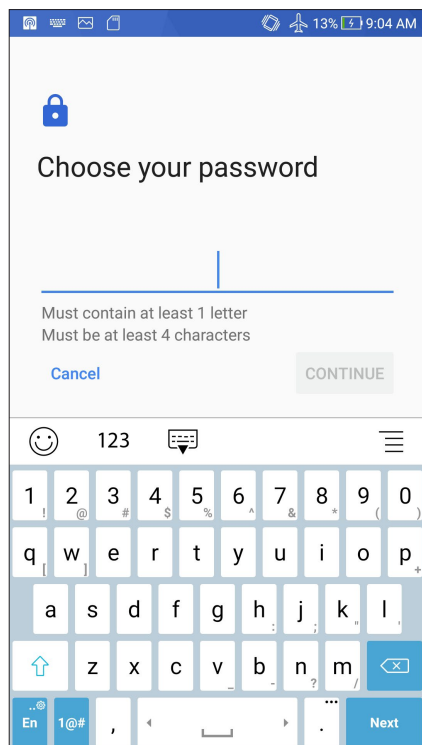 13% 9:04 AM
Choose your password
Must contain at least 1 letter
Must be at least 4 characters
Cancel CONTINUE
123
1 2 3 4 5 6 7 8 9 0
! @ # $ % ^ & * ( )
q w e r t y u i o p
[ ] +
a s d f g h j k l
: ; " '
z x c v b n m
_ - ? /
En 1@# , . Next